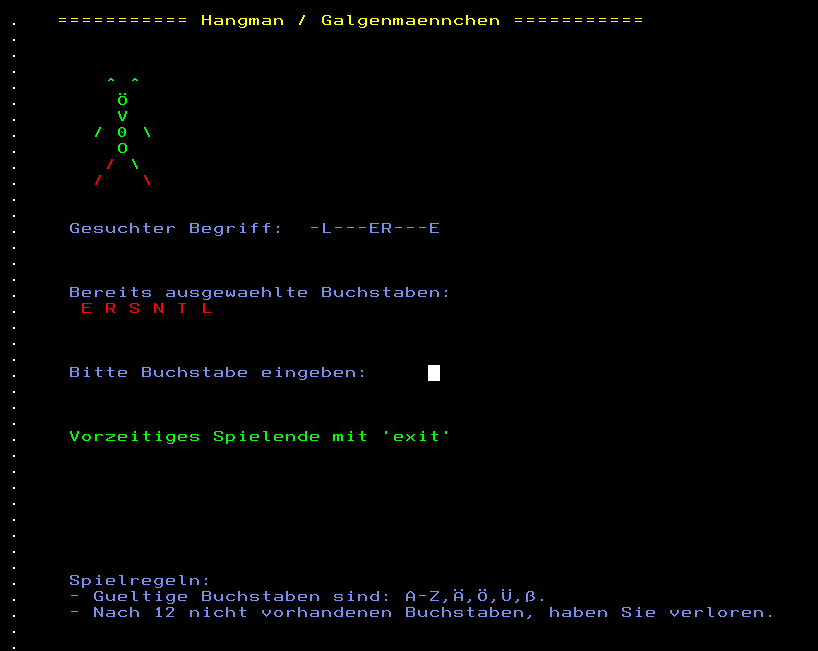 =========== Hangman / Galgenmaennchen ===========
^ ^
Ö
V
/ 0 \
O
/ \
/ \
Gesuchter Begriff: -L---ER---E
Bereits ausgewaehlte Buchstaben:
E R S N T L
Bitte Buchstabe eingeben:
Vorzeitiges Spielende mit 'exit'
Spielregeln:
- Gueltige Buchstaben sind: A-Z,Ä,Ö,Ü,ß.
- Nach 12 nicht vorhandenen Buchstaben, haben Sie verloren.